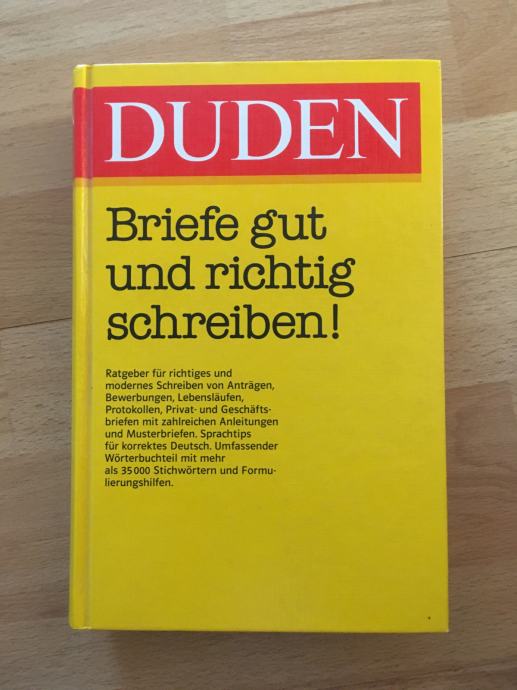 DUDEN
Briefe gut
und richtig
schreiben!
Ratgeber für richtiges und
modernes Schreiben von Anträgen,
Bewerbungen, Lebensläufen,
Protokollen, Privat- und Geschäfts-
briefen mit zahlreichen Anleitungen
und Musterbriefen. Sprachtips
für korrektes Deutsch. Umfassender
Wörterbuchteil mit mehr
als 35 000 Stichwörtern und Formu-
lierungshilfen.